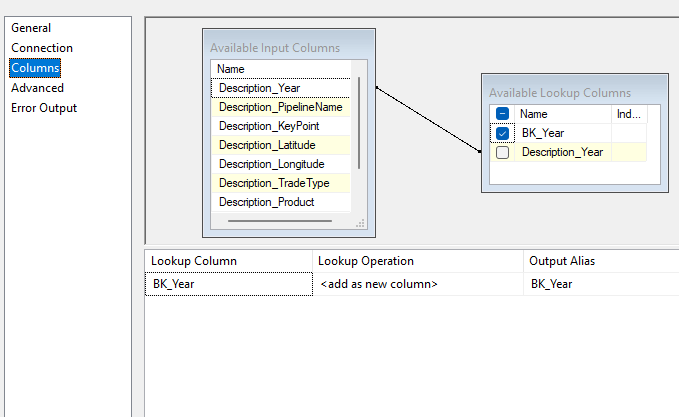 General
Connection
Columns
Advanced
Error Output
Available Input Columns
Name
Description_Year
Description_PipelineName
Description_KeyPoint
Description_Latitude
Description_Longitude
Description_TradeType
Description_Product
Available Lookup Columns
Name Ind...
BK_Year
Description_Year
Lookup Column Lookup Operation Output Alias
BK_Year <add as new column> BK_Year